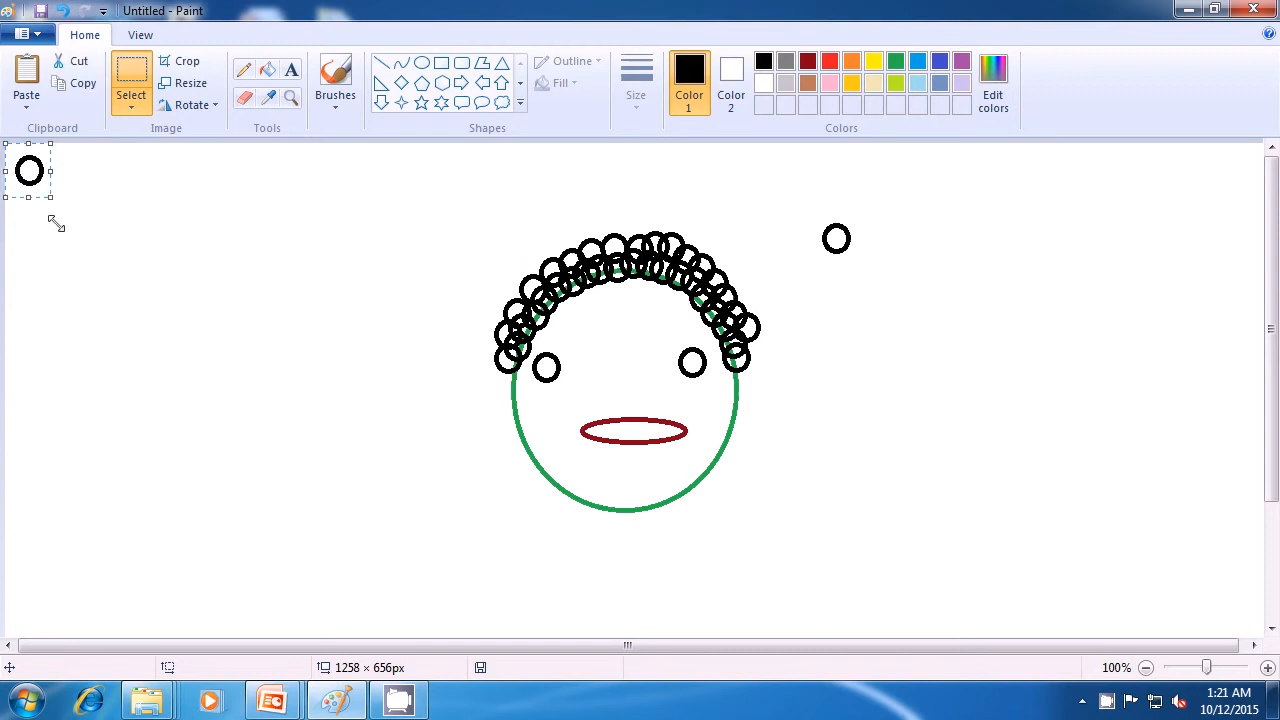 Untitled - Paint
Home View
Cut
Copy
Paste
Clipboard
Crop
Resize
Rotate
Select
Image
A
Tools
Brushes
Outline
Fill
Shapes
Size
Color 1
Color 2
Edit colors
Colors
1258 × 656px
100%
1:21 AM
10/12/2015